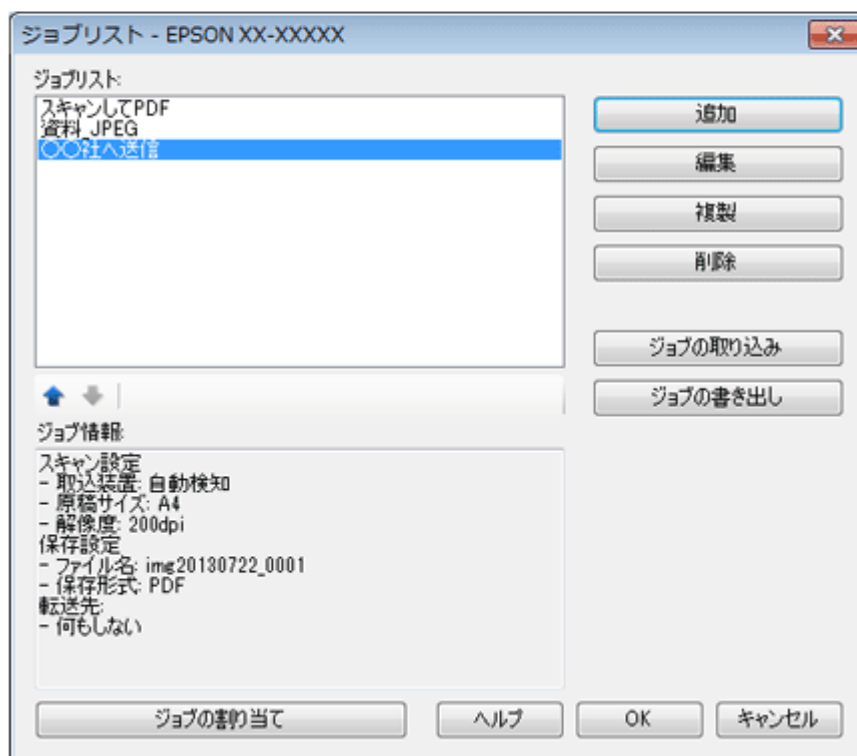 ジョブリスト - EPSON XX-XXXXX
ジョブリスト:
スキャンしてPDF
資料_JPEG
〇〇社へ送信
追加
編集
複製
削除
ジョブの取り込み
ジョブの書き出し
ジョブ情報:
スキャン設定
- 取込装置: 自動検知
- 原稿サイズ: A4
- 解像度: 200dpi
保存設定
- ファイル名: img20130722_0001
- 保存形式: PDF
転送先:
- 何もしない
ジョブの割り当て
ヘルプ
OK
キャンセル